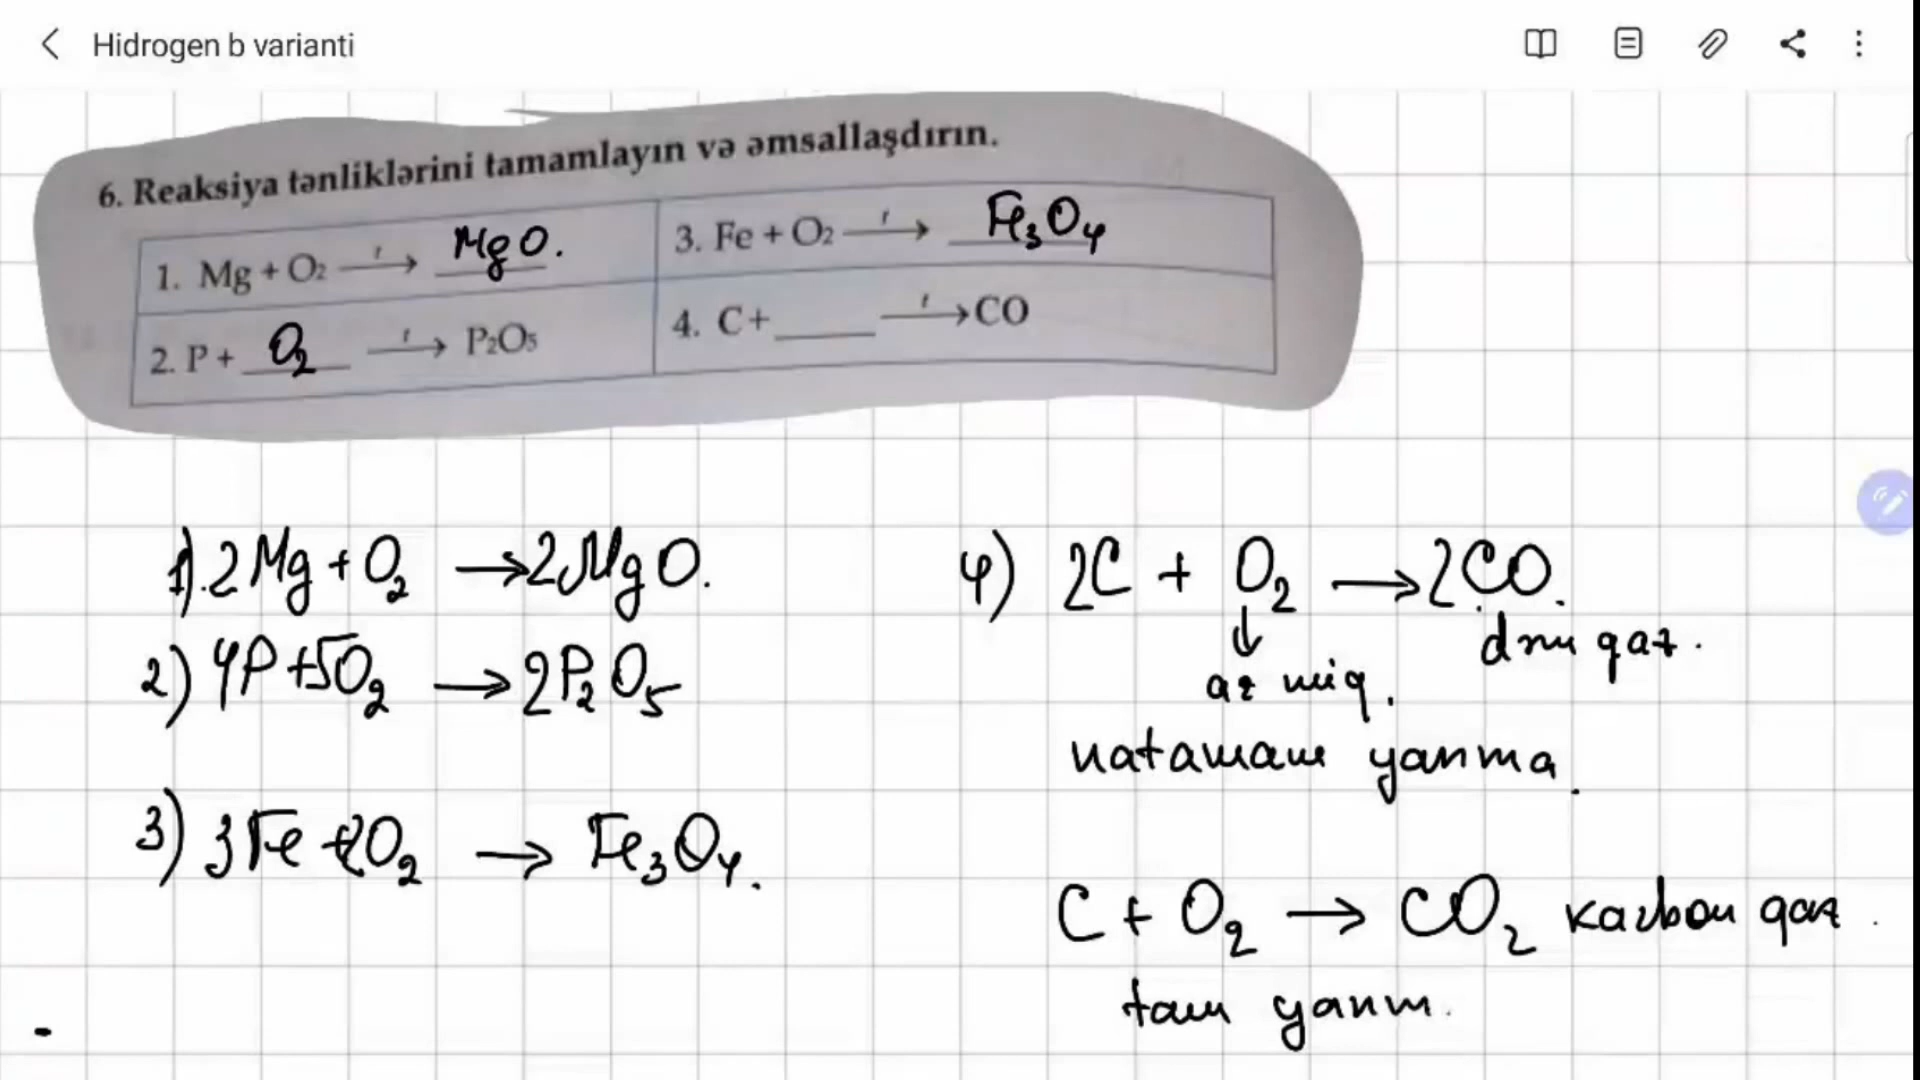 Hidrogen b varianti
6. Reaksiya tənliklərini tamamlayın və əmsallaşdırın.
1. Mg + O₂ —t→ MgO.
3. Fe + O₂ —t→ Fe₃O₄
2. P + O₂ —t→ P₂O₅
4. C + ____ —t→ CO
1). 2Mg + O₂ → 2MgO.
2) 4P + 5O₂ → 2P₂O₅
3) 3Fe + 2O₂ → Fe₃O₄.
4) 2C + O₂ → 2CO.
↓
qaz.
az miq.
natamam yanma.
C + O₂ → CO₂ karbon qaz.
tam yanm.